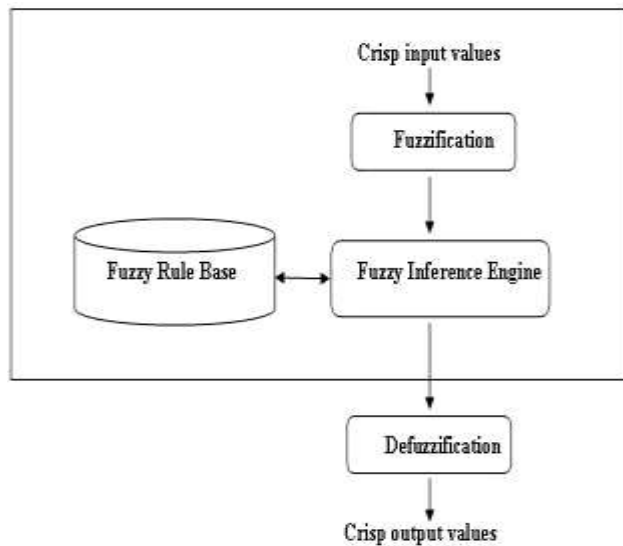 Crisp input values
Fuzzification
Fuzzy Rule Base
Fuzzy Inference Engine
Defuzzification
Crisp output values